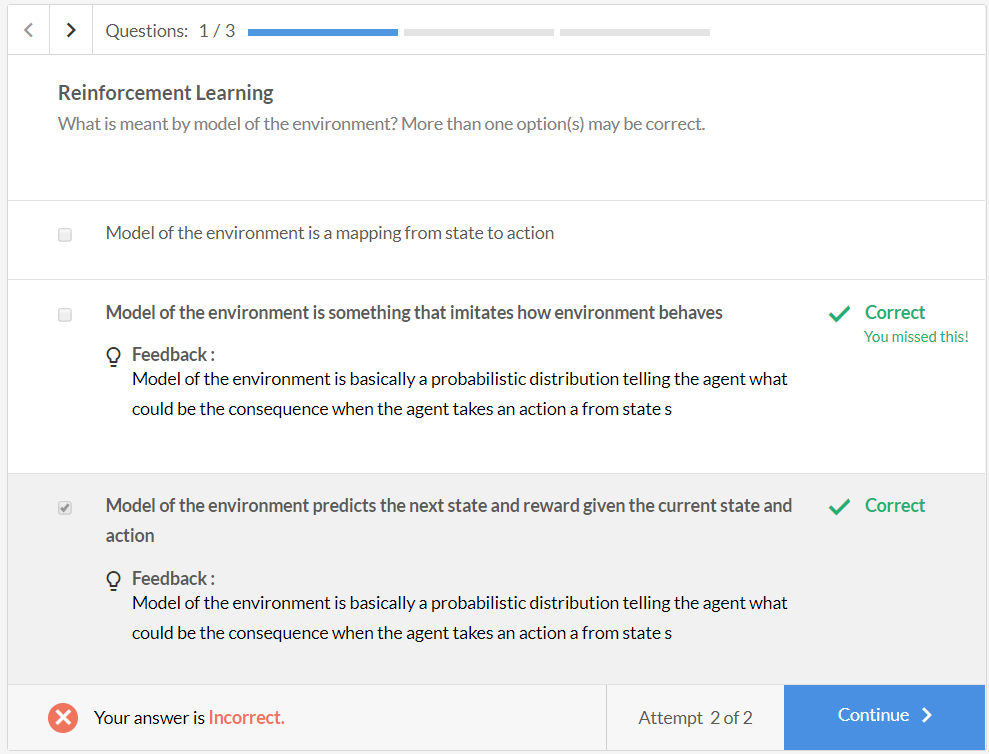 Questions: 1 / 3
Reinforcement Learning
What is meant by model of the environment? More than one option(s) may be correct.
Model of the environment is a mapping from state to action
Model of the environment is something that imitates how environment behaves
Correct
You missed this!
Feedback :
Model of the environment is basically a probabilistic distribution telling the agent what
could be the consequence when the agent takes an action a from state s
Model of the environment predicts the next state and reward given the current state and
action
Correct
Feedback :
Model of the environment is basically a probabilistic distribution telling the agent what
could be the consequence when the agent takes an action a from state s
Your answer is Incorrect.
Attempt 2 of 2
Continue